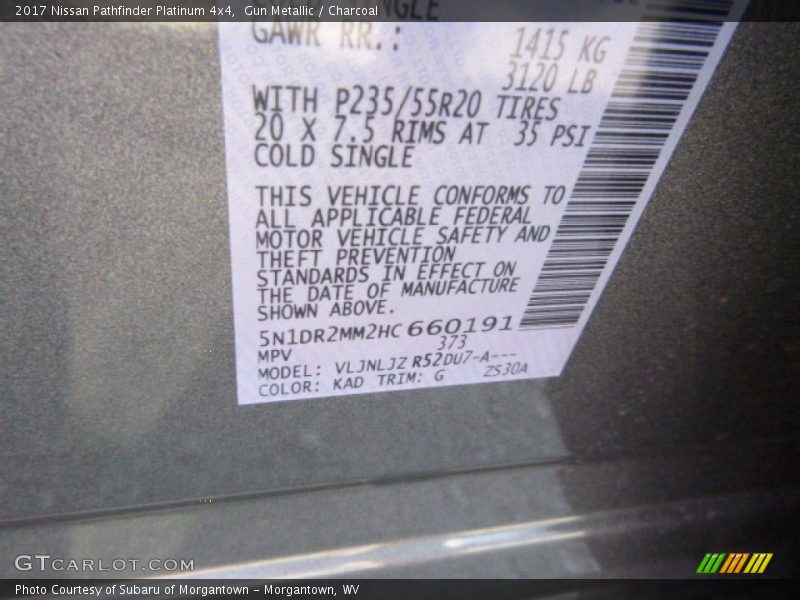 2017 Nissan Pathfinder Platinum 4x4, Gun Metallic / Charcoal
GAWR RR.: 1415 KG
3120 LB
WITH P235/55R20 TIRES
20 X 7.5 RIMS AT 35 PSI
COLD SINGLE
THIS VEHICLE CONFORMS TO
ALL APPLICABLE FEDERAL
MOTOR VEHICLE SAFETY AND
THEFT PREVENTION
STANDARDS IN EFFECT ON
THE DATE OF MANUFACTURE
SHOWN ABOVE.
5N1DR2MM2HC660191
MPV 373
MODEL: VLJNLJZ R52DU7-A---
COLOR: KAD TRIM: G ZS30A
GTCARLOT.COM
Photo Courtesy of Subaru of Morgantown - Morgantown, WV